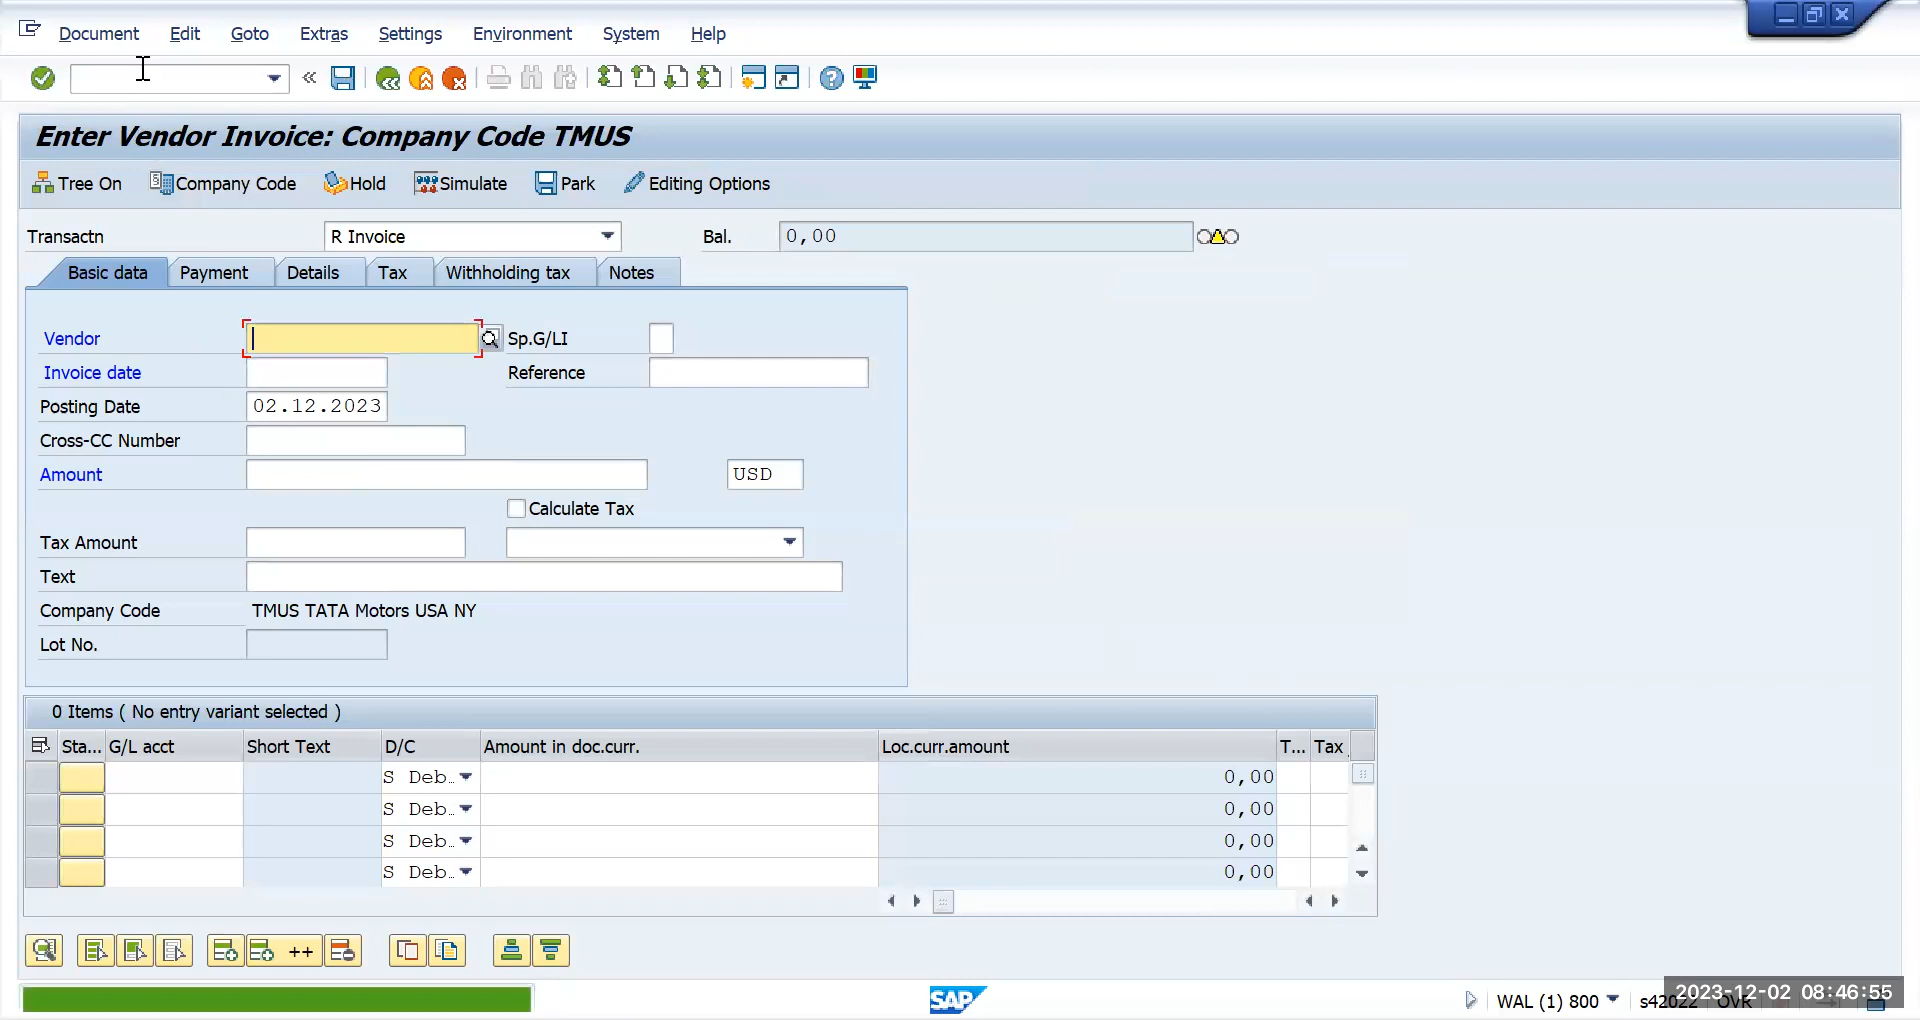 Document Edit Goto Extras Settings Environment System Help
Enter Vendor Invoice: Company Code TMUS
Tree On Company Code Hold Simulate Park Editing Options
Transactn R Invoice Bal. 0,00
Basic data Payment Details Tax Withholding tax Notes
Vendor Sp.G/LI
Invoice date Reference
Posting Date 02.12.2023
Cross-CC Number
Amount USD
Calculate Tax
Tax Amount
Text
Company Code TMUS TATA Motors USA NY
Lot No.
0 Items ( No entry variant selected )
Sta... G/L acct Short Text D/C Amount in doc.curr. Loc.curr.amount T... Tax
S Deb.. 0,00
S Deb.. 0,00
S Deb.. 0,00
S Deb.. 0,00
++
SAP WAL (1) 800 s42022 OVR
2023-12-02 08:46:55